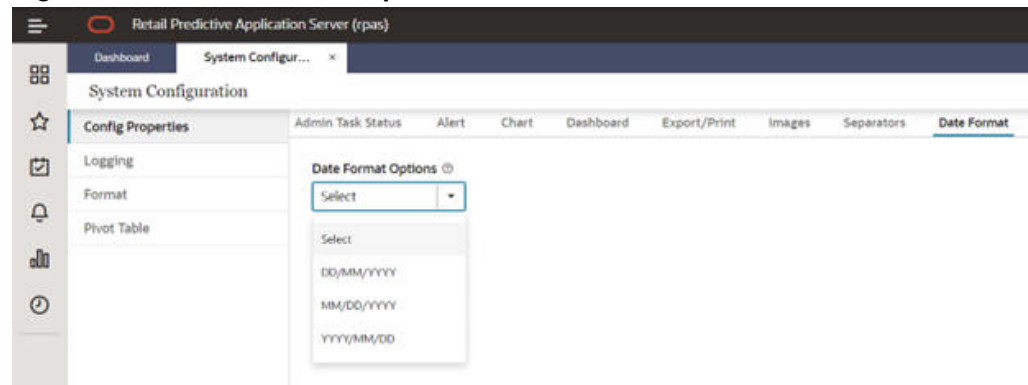 Retail Predictive Application Server (rpas)
Dashboard System Configur... ×
System Configuration
Config Properties
Admin Task Status Alert Chart Dashboard Export/Print Images Separators Date Format
Logging
Format
Pivot Table
Date Format Options
Select
Select
DD/MM/YYYY
MM/DD/YYYY
YYYY/MM/DD